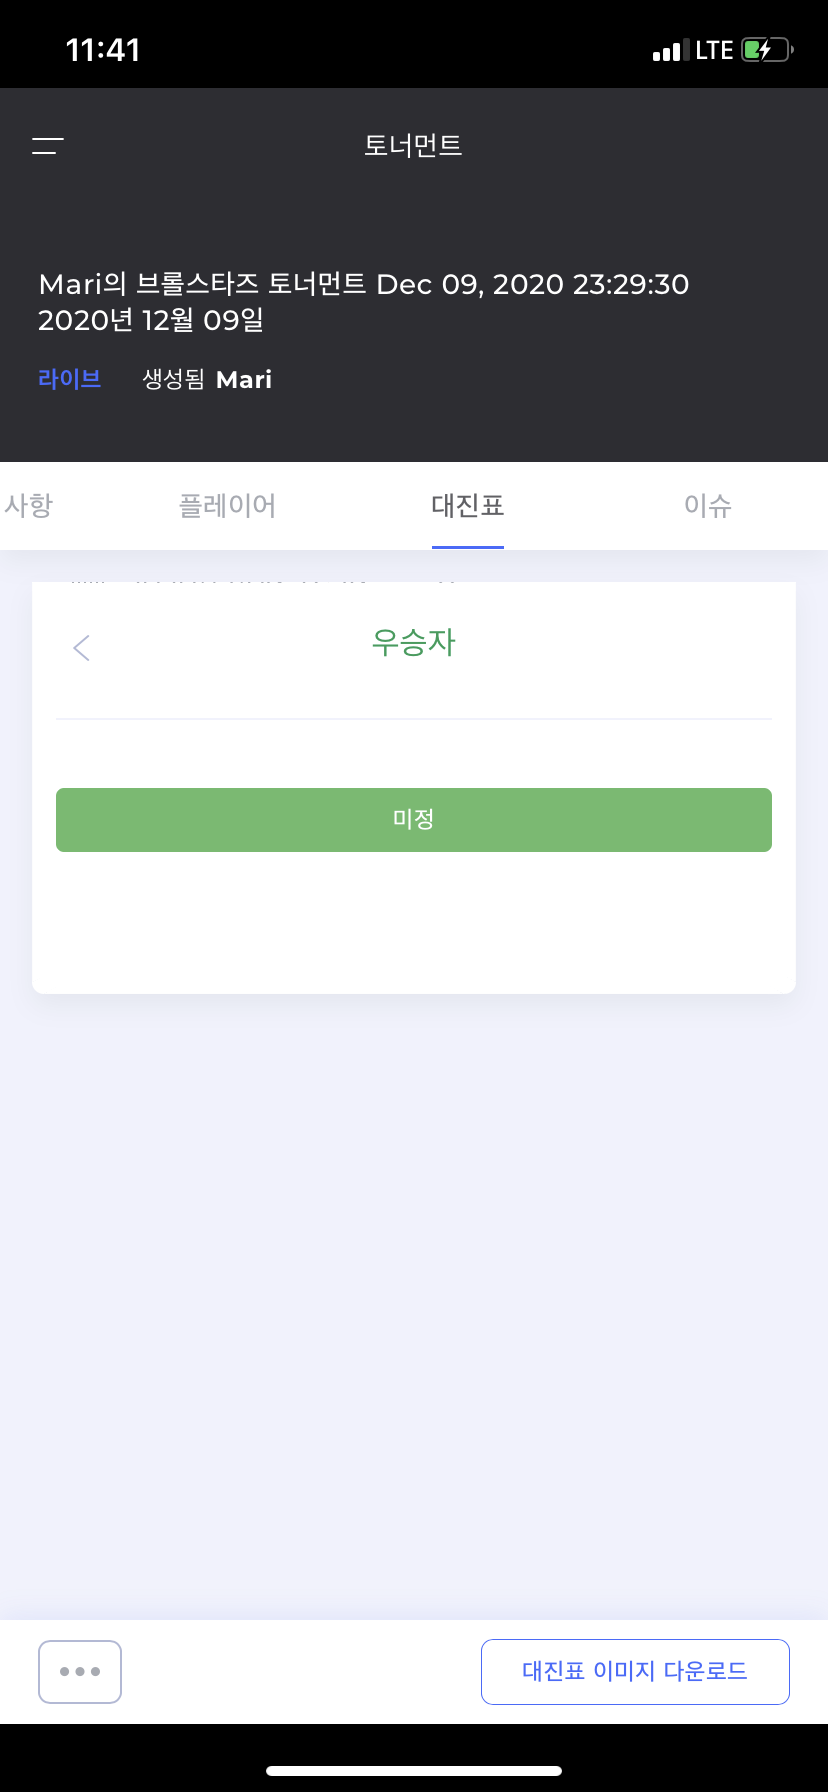 11:41
LTE
토너먼트
Mari의 브롤스타즈 토너먼트 Dec 09, 2020 23:29:30
2020년 12월 09일
라이브 생성됨 Mari
사항 플레이어 대진표 이슈
우승자
미정
대진표 이미지 다운로드